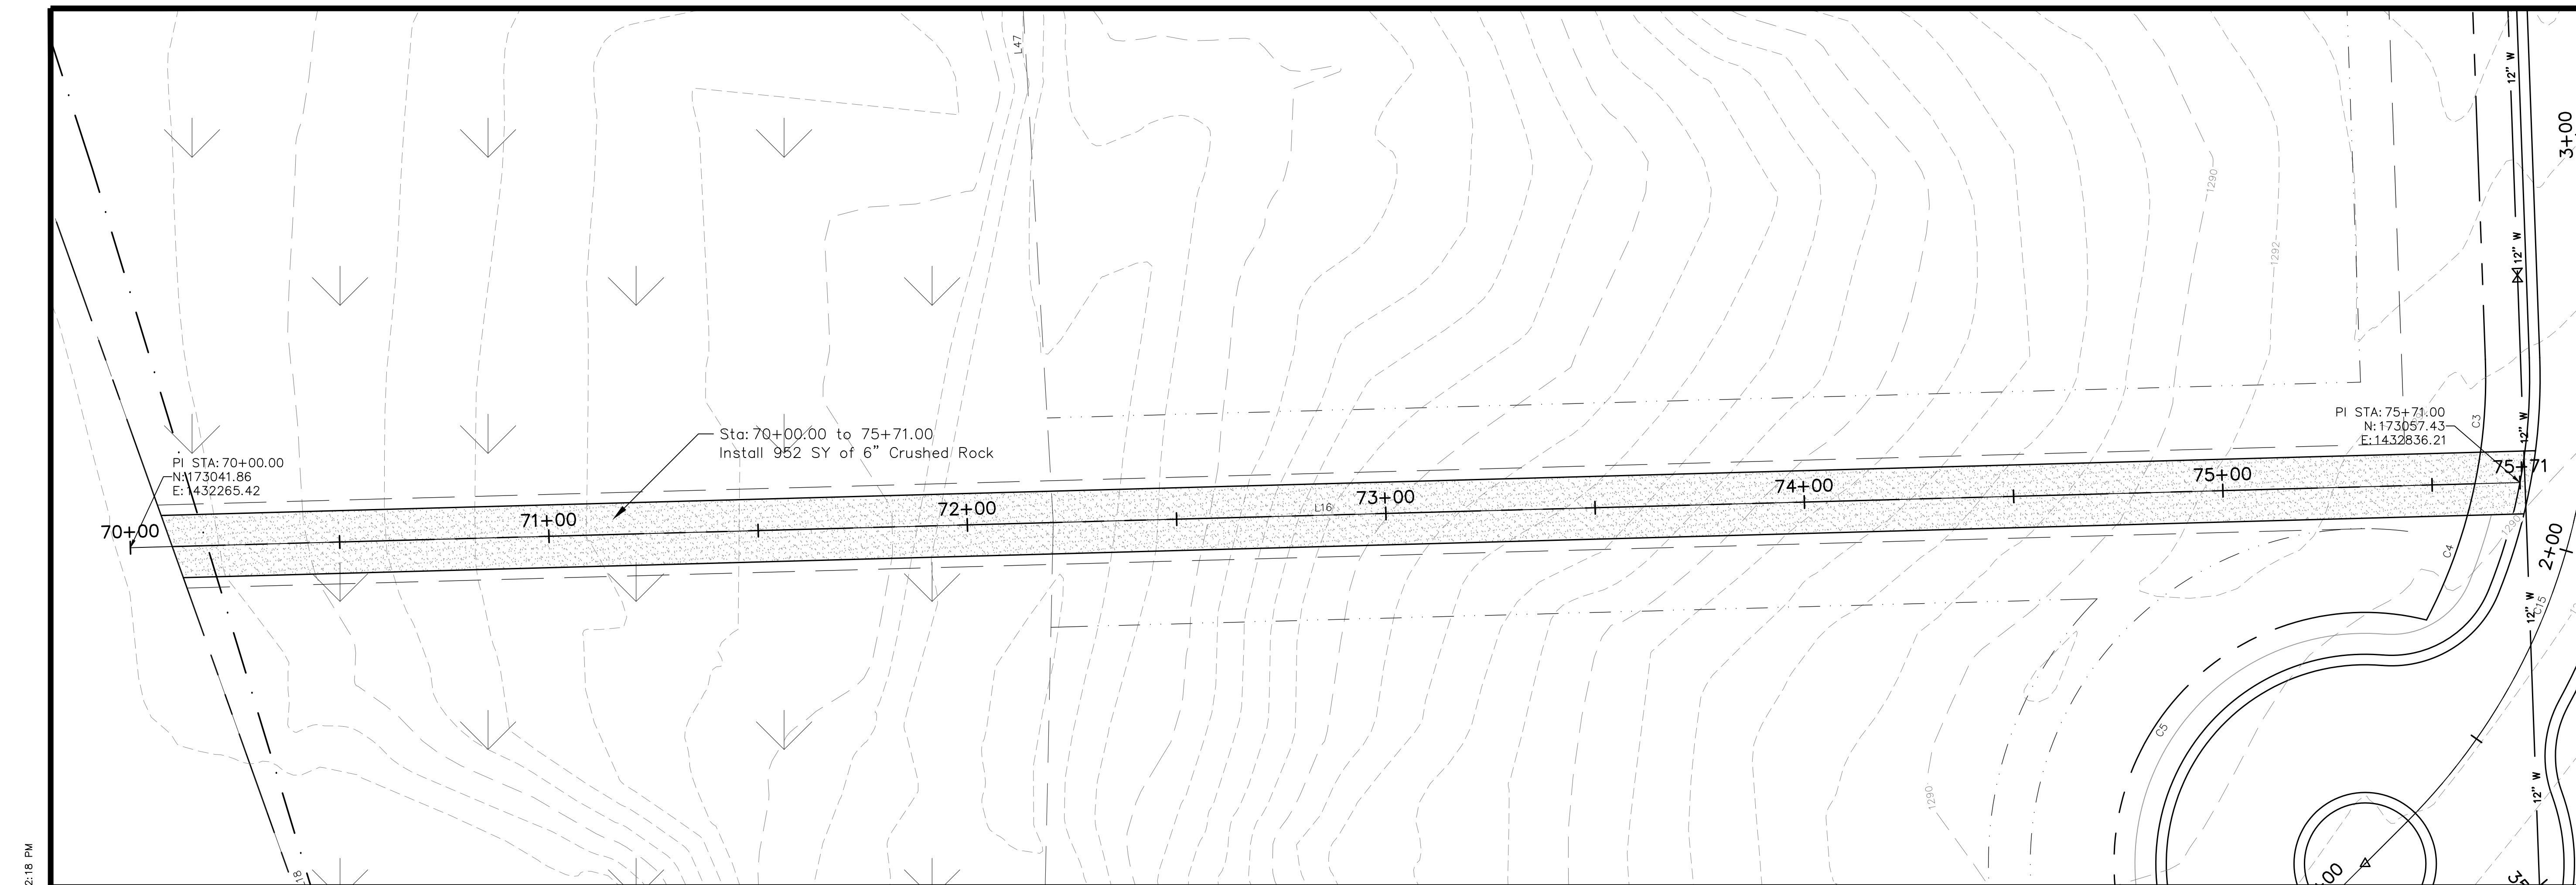 L47
12" W
3+00
1290
12" W
1292
PI STA: 75+71.00
N: 173057.43
E: 1432836.21
C3
12" W
Sta: 70+00.00 to 75+71.00
Install 952 SY of 6" Crushed Rock
PI STA: 70+00.00
N: 173041.86
E: 1432265.42
75+71
75+00
74+00
73+00
72+00
71+00
70+00
L16
1290
C4
2+00
12" W
C15
C5
12" W
1290
2:18 PM